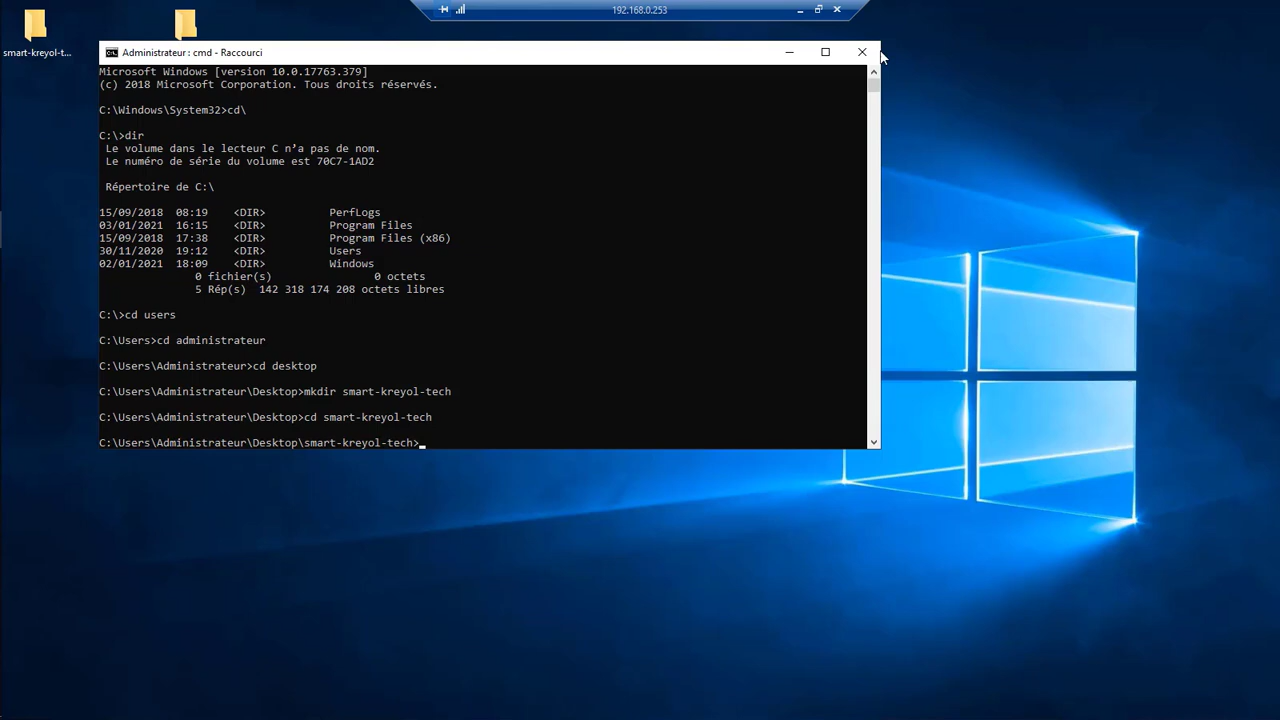 192.168.0.253
smart-kreyol-t...
Administrateur : cmd - Raccourci
Microsoft Windows [version 10.0.17763.379]
(c) 2018 Microsoft Corporation. Tous droits réservés.
C:\Windows\System32>cd\
C:\>dir
Le volume dans le lecteur C n’a pas de nom.
Le numéro de série du volume est 70C7-1AD2
Répertoire de C:\
15/09/2018  08:19    <DIR>          PerfLogs
03/01/2021  16:15    <DIR>          Program Files
15/09/2018  17:38    <DIR>          Program Files (x86)
30/11/2020  19:12    <DIR>          Users
02/01/2021  18:09    <DIR>          Windows
0 fichier(s)                0 octets
5 Rép(s)  142 318 174 208 octets libres
C:\>cd users
C:\Users>cd administrateur
C:\Users\Administrateur>cd desktop
C:\Users\Administrateur\Desktop>mkdir smart-kreyol-tech
C:\Users\Administrateur\Desktop>cd smart-kreyol-tech
C:\Users\Administrateur\Desktop\smart-kreyol-tech>